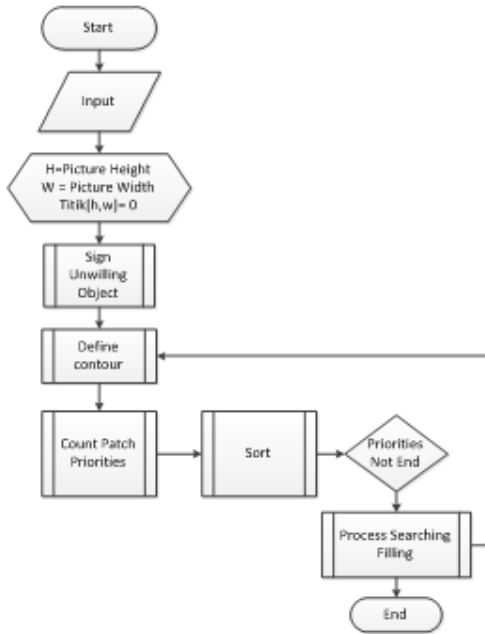 Start
Input
H=Picture Height
W = Picture Width
Titik[h,w]= 0
Sign
Unwilling
Object
Define
contour
Count Patch
Priorities
Sort
Priorities
Not End
Process Searching
Filling
End